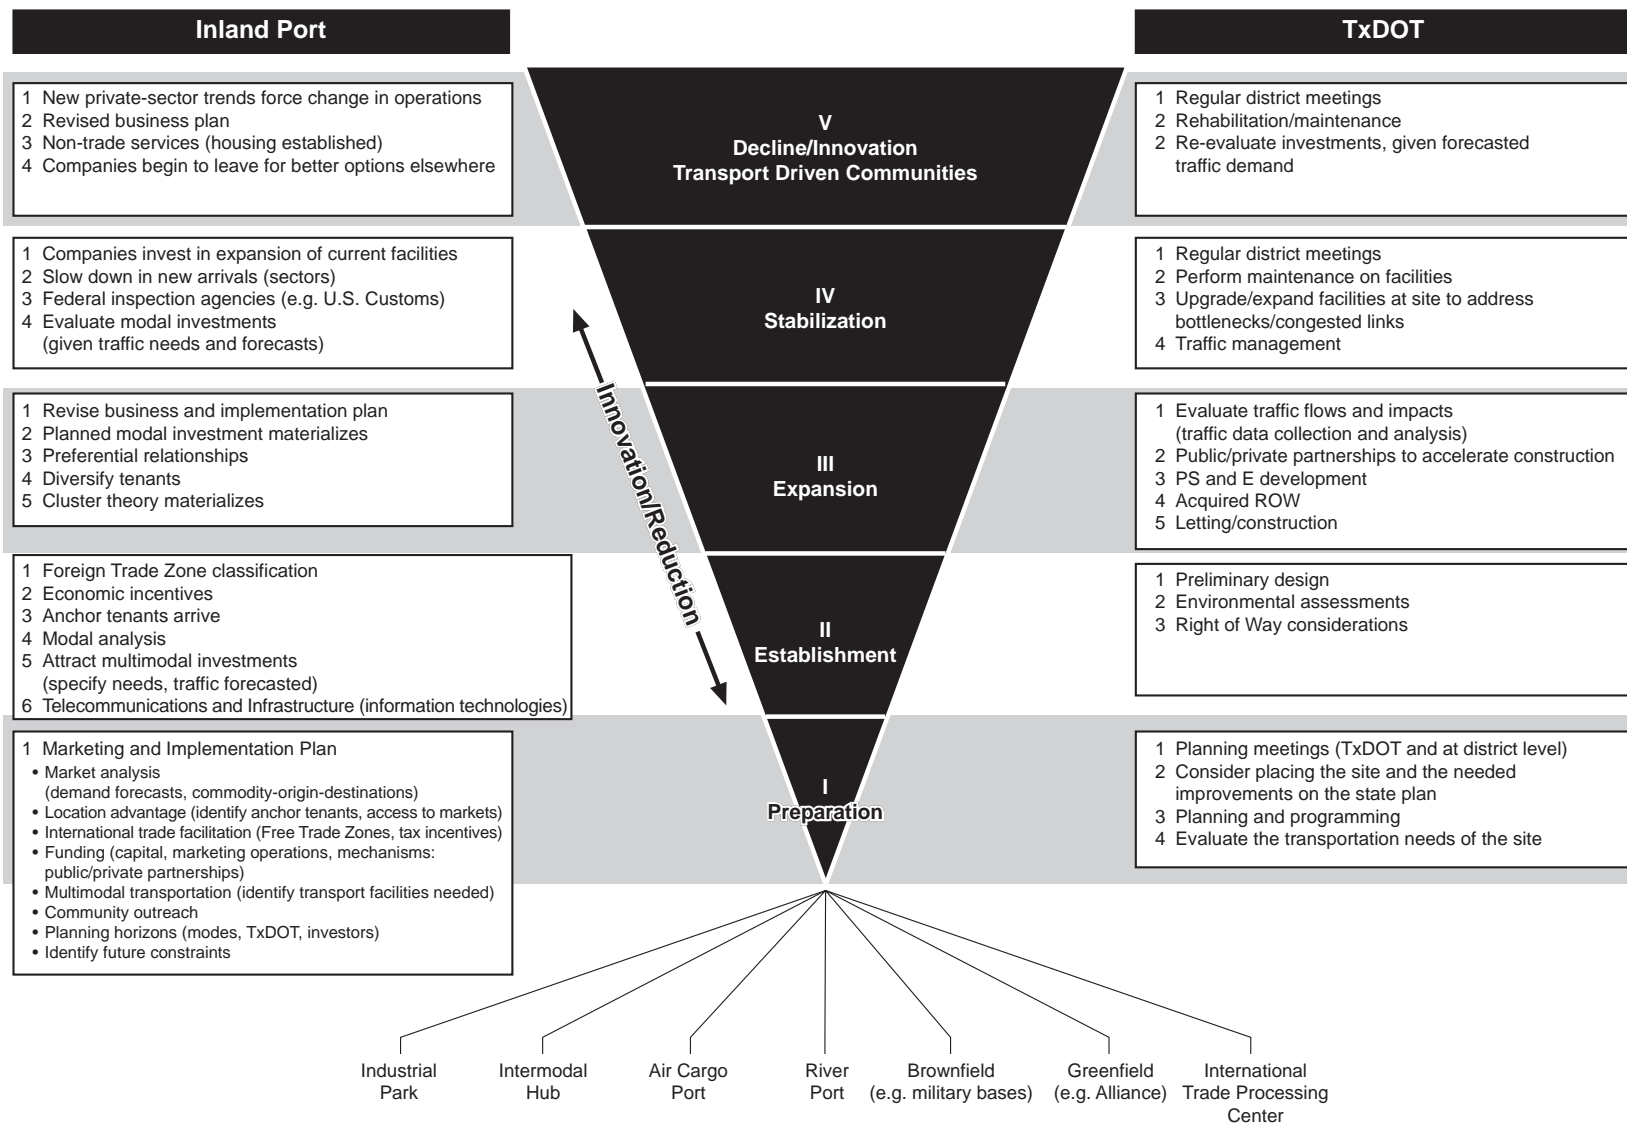 Inland Port
TxDOT
1 New private-sector trends force change in operations
2 Revised business plan
3 Non-trade services (housing established)
4 Companies begin to leave for better options elsewhere
V
Decline/Innovation
Transport Driven Communities
1 Regular district meetings
2 Rehabilitation/maintenance
2 Re-evaluate investments, given forecasted
traffic demand
1 Companies invest in expansion of current facilities
2 Slow down in new arrivals (sectors)
3 Federal inspection agencies (e.g. U.S. Customs)
4 Evaluate modal investments
(given traffic needs and forecasts)
IV
Stabilization
1 Regular district meetings
2 Perform maintenance on facilities
3 Upgrade/expand facilities at site to address
bottlenecks/congested links
4 Traffic management
Innovation/Reduction
1 Revise business and implementation plan
2 Planned modal investment materializes
3 Preferential relationships
4 Diversify tenants
5 Cluster theory materializes
III
Expansion
1 Evaluate traffic flows and impacts
(traffic data collection and analysis)
2 Public/private partnerships to accelerate construction
3 PS and E development
4 Acquired ROW
5 Letting/construction
1 Foreign Trade Zone classification
2 Economic incentives
3 Anchor tenants arrive
4 Modal analysis
5 Attract multimodal investments
(specify needs, traffic forecasted)
6 Telecommunications and Infrastructure (information technologies)
II
Establishment
1 Preliminary design
2 Environmental assessments
3 Right of Way considerations
1 Marketing and Implementation Plan
• Market analysis
(demand forecasts, commodity-origin-destinations)
• Location advantage (identify anchor tenants, access to markets)
• International trade facilitation (Free Trade Zones, tax incentives)
• Funding (capital, marketing operations, mechanisms:
public/private partnerships)
• Multimodal transportation (identify transport facilities needed)
• Community outreach
• Planning horizons (modes, TxDOT, investors)
• Identify future constraints
I
Preparation
1 Planning meetings (TxDOT and at district level)
2 Consider placing the site and the needed
improvements on the state plan
3 Planning and programming
4 Evaluate the transportation needs of the site
Industrial
Park
Intermodal
Hub
Air Cargo
Port
River
Port
Brownfield
(e.g. military bases)
Greenfield
(e.g. Alliance)
International
Trade Processing
Center